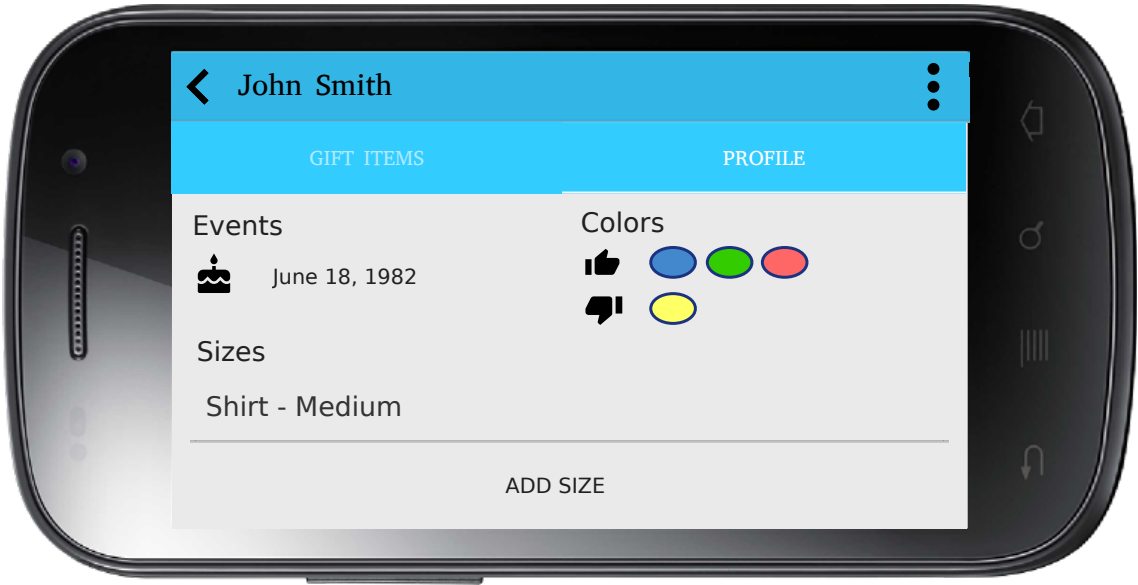 John Smith
GIFT ITEMS
PROFILE
Events
June 18, 1982
Colors
Sizes
Shirt - Medium
ADD SIZE